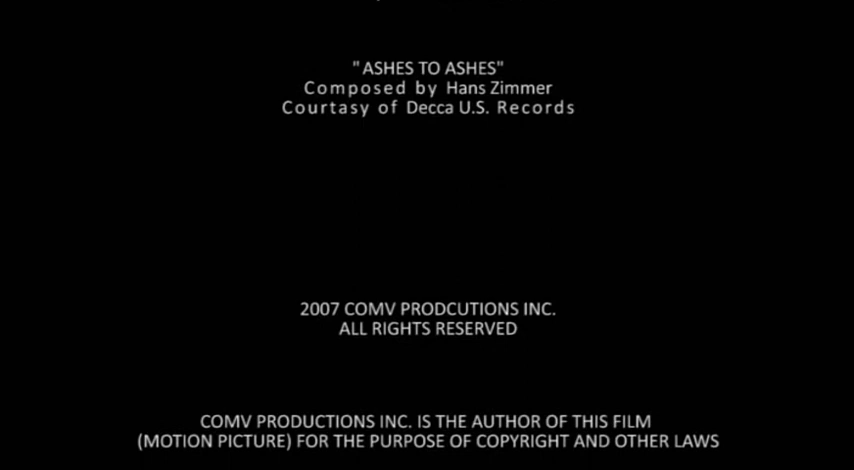 "ASHES TO ASHES"
Composed by Hans Zimmer
Courtasy of Decca U.S. Records
2007 COMV PRODCUTIONS INC.
ALL RIGHTS RESERVED
COMV PRODUCTIONS INC. IS THE AUTHOR OF THIS FILM
(MOTION PICTURE) FOR THE PURPOSE OF COPYRIGHT AND OTHER LAWS